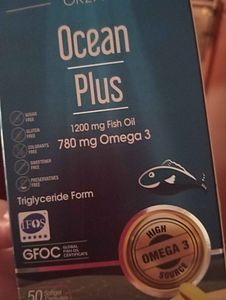 Ocean
Plus
1200 mg Fish Oil
780 mg Omega 3
SUGAR
FREE
GLUTEN
FREE
COLORANTS
FREE
SWEETENER
FREE
PRESERVATIVES
FREE
Triglyceride Form
IFOS
GFOC
GLOBAL
FISH OIL
CERTIFICATE
HIGH
OMEGA 3
SOURCE
50 Softgel